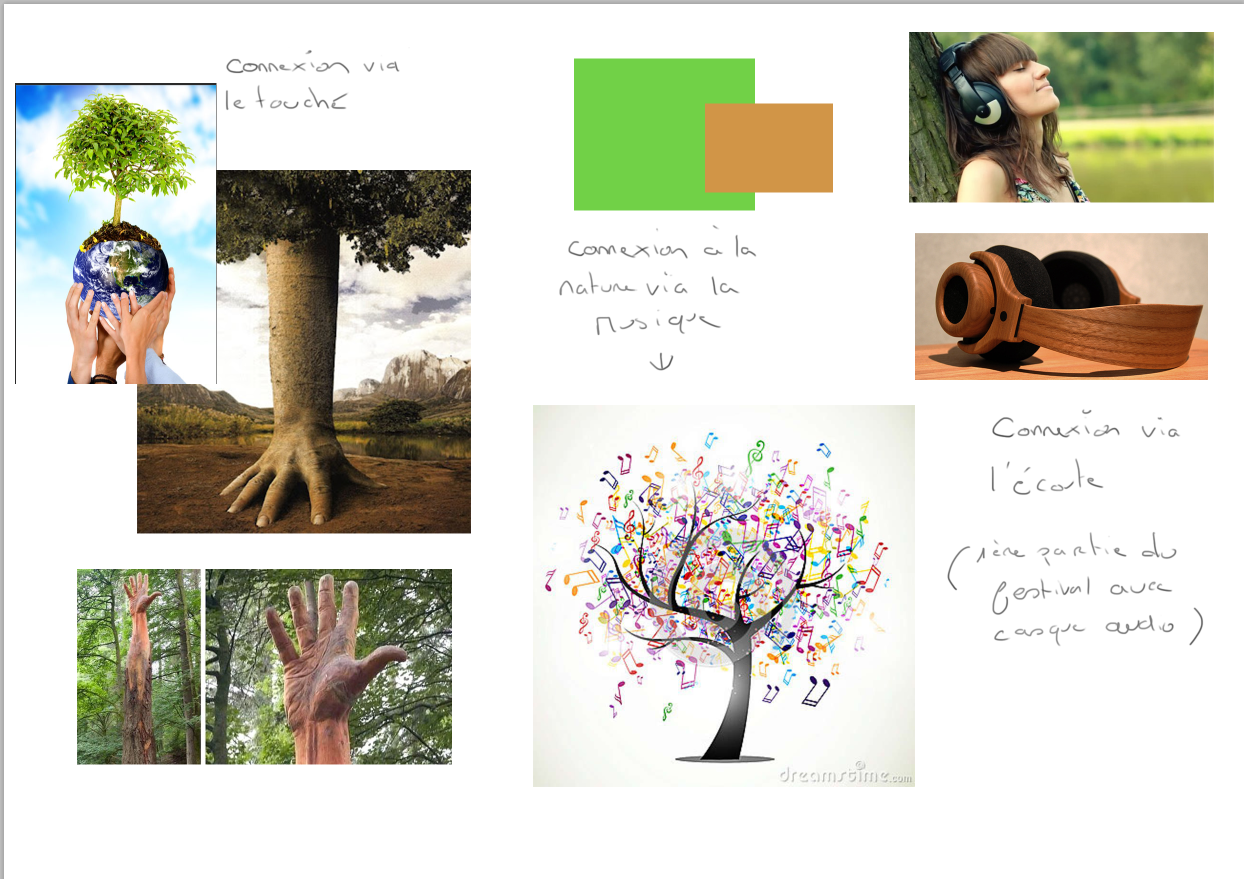 Connexion via
le touché
Connexion à la
nature via la
Musique
Connexion via
l'écoute
(1ère partie du
festival avec
casque audio)
dreamstime.com